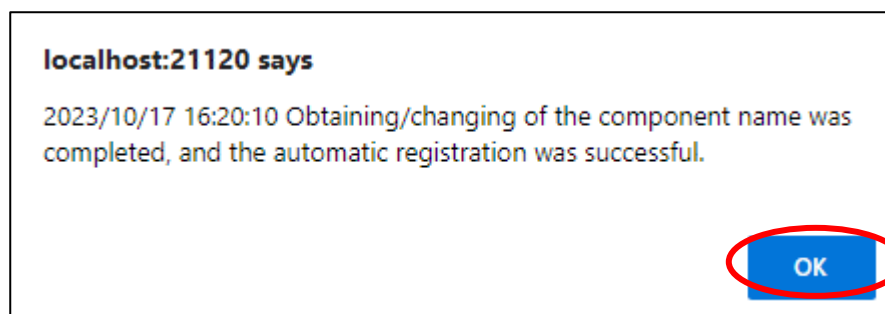 localhost:21120 says
2023/10/17 16:20:10 Obtaining/changing of the component name was
completed, and the automatic registration was successful.
OK